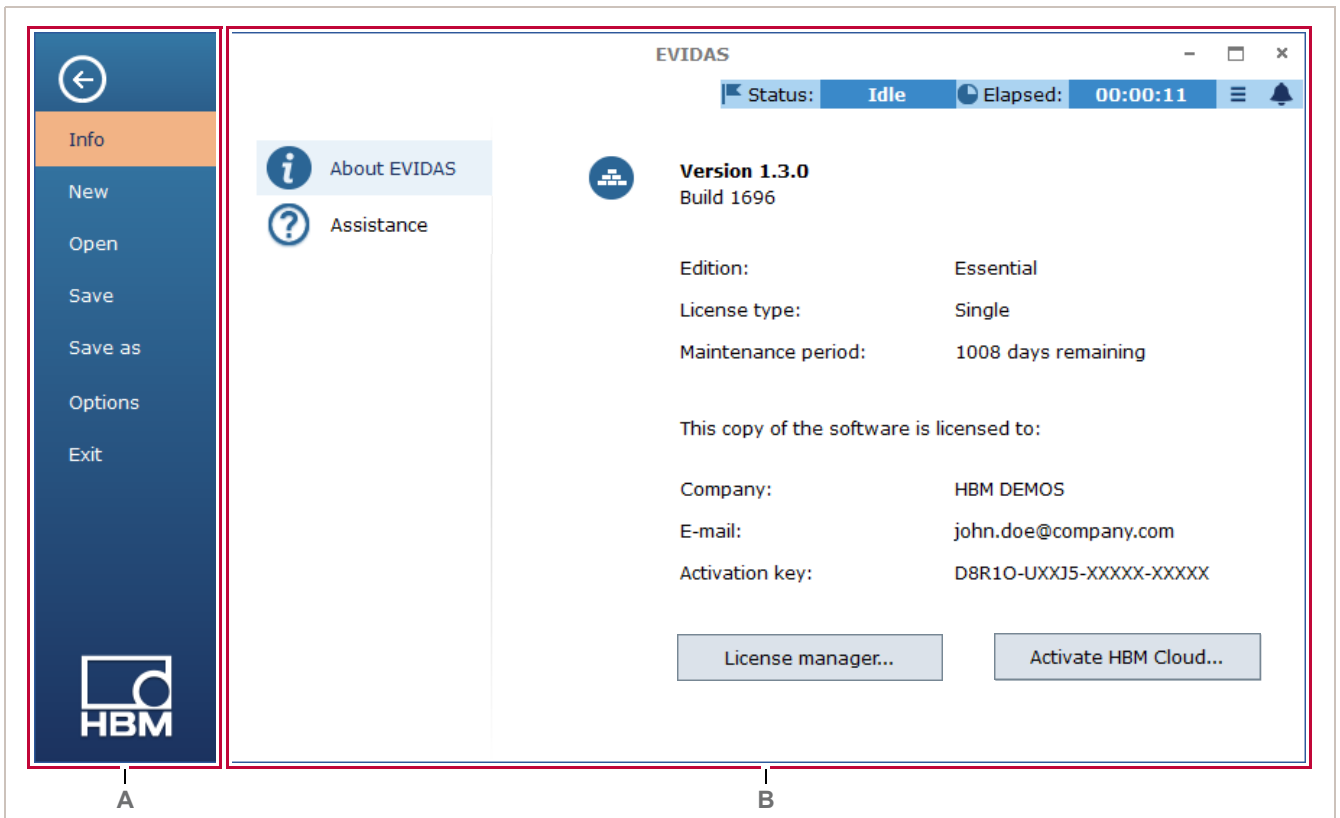 EVIDAS
Status: Idle Elapsed: 00:00:11
Info
New
Open
Save
Save as
Options
Exit
HBM
About EVIDAS
Assistance
Version 1.3.0
Build 1696
Edition: Essential
License type: Single
Maintenance period: 1008 days remaining
This copy of the software is licensed to:
Company: HBM DEMOS
E-mail: john.doe@company.com
Activation key: D8R1O-UXXJ5-XXXXX-XXXXX
License manager... Activate HBM Cloud...
A B